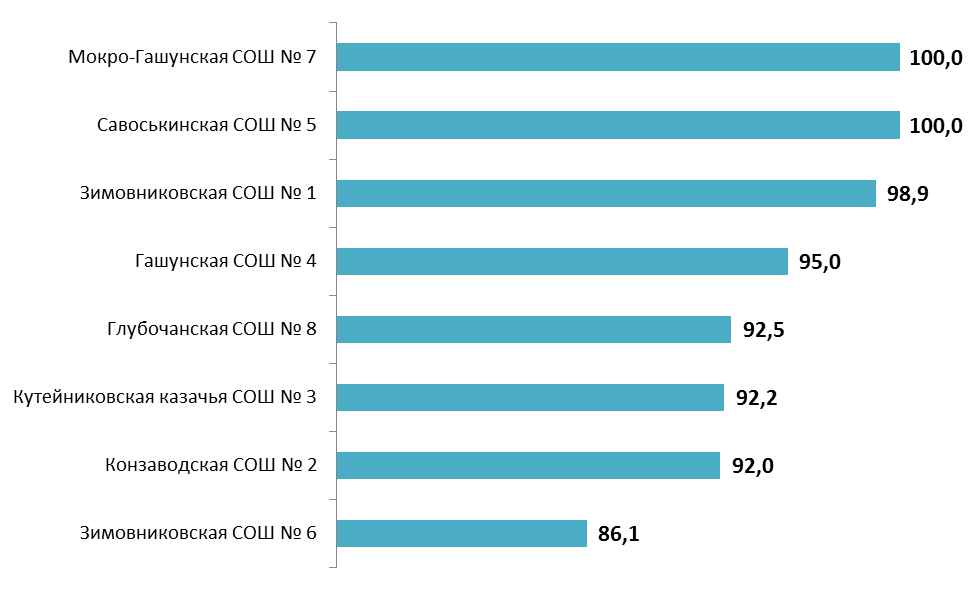 Мокро-Гашунская СОШ № 7 100,0
Савоськинская СОШ № 5 100,0
Зимовниковская СОШ № 1 98,9
Гашунская СОШ № 4 95,0
Глубочанская СОШ № 8 92,5
Кутейниковская казачья СОШ № 3 92,2
Конзаводская СОШ № 2 92,0
Зимовниковская СОШ № 6 86,1